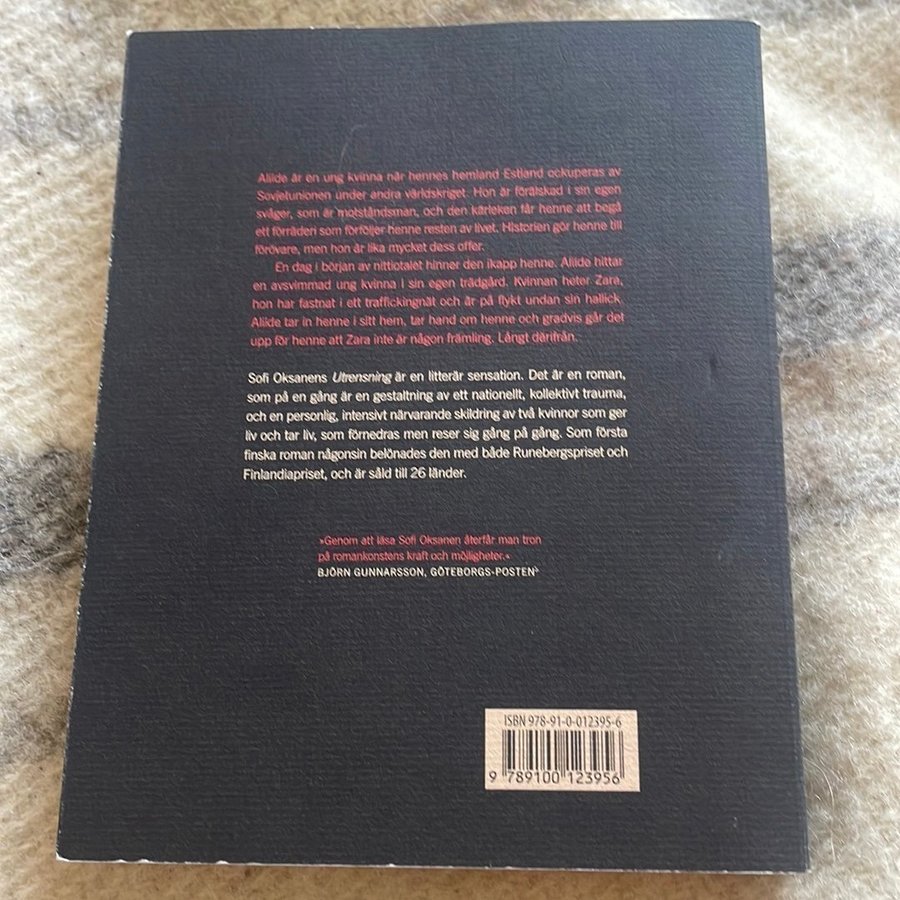 Aliide är en ung kvinna när hennes hemland Estland ockuperas av
Sovjetunionen under andra världskriget. Hon är förälskad i sin egen
svåger, som är motståndsman, och den kärleken får henne att begå
ett förräderi som förföljer henne resten av livet. Historien gör henne till
förövare, men hon är lika mycket dess offer.
En dag i början av nittiotalet hinner den ikapp henne. Aliide hittar
en avsvimmad ung kvinna i sin egen trädgård. Kvinnan heter Zara,
hon har fastnat i ett traffickingnät och är på flykt undan sin hallick.
Aliide tar in henne i sitt hem, tar hand om henne och gradvis går det
upp för henne att Zara inte är någon främling. Långt därifrån.
Sofi Oksanens Utrensning är en litterär sensation. Det är en roman,
som på en gång är en gestaltning av ett nationellt, kollektivt trauma,
och en personlig, intensivt närvarande skildring av två kvinnor som ger
liv och tar liv, som förnedras men reser sig gång på gång. Som första
finska roman någonsin belönades den med både Runebergspriset och
Finlandiapriset, och är såld till 26 länder.
»Genom att läsa Sofi Oksanen återfår man tron
på romankonstens kraft och möjligheter.«
BJÖRN GUNNARSSON, GÖTEBORGS-POSTEN
ISBN 978-91-0-012395-6
9 789100 123956